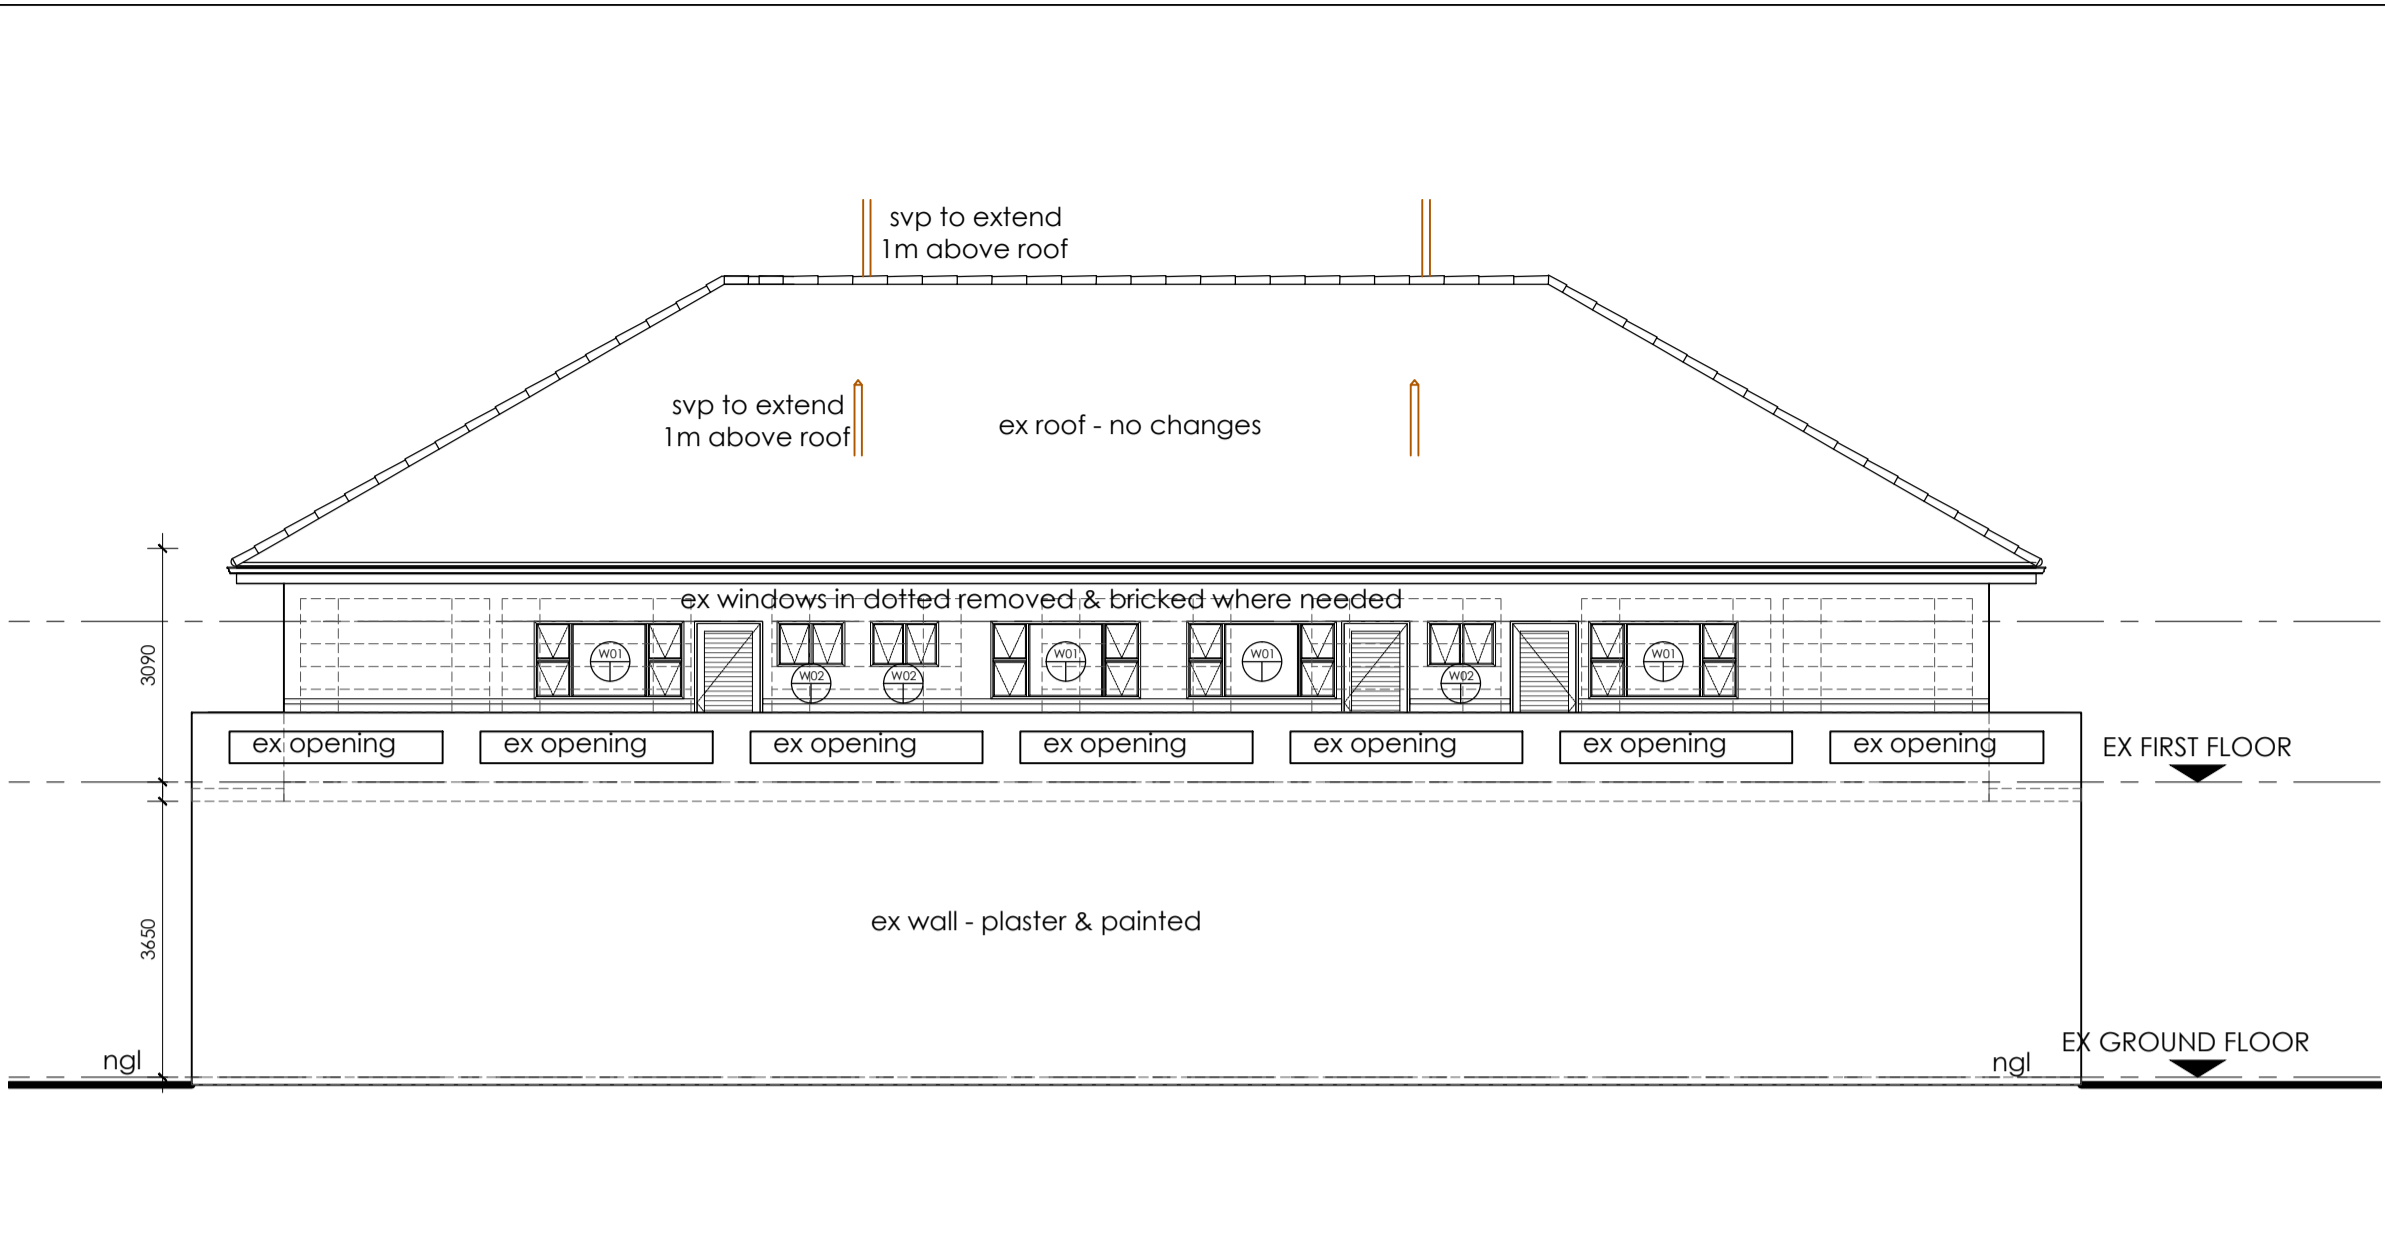 svp to extend
1m above roof
svp to extend
1m above roof
ex roof - no changes
ex windows in dotted removed & bricked where needed
3090
W01
W02
W02
W01
W01
W02
W01
ex opening
ex opening
ex opening
ex opening
ex opening
ex opening
ex opening
EX FIRST FLOOR
ex wall - plaster & painted
3650
ngl
ngl
EX GROUND FLOOR